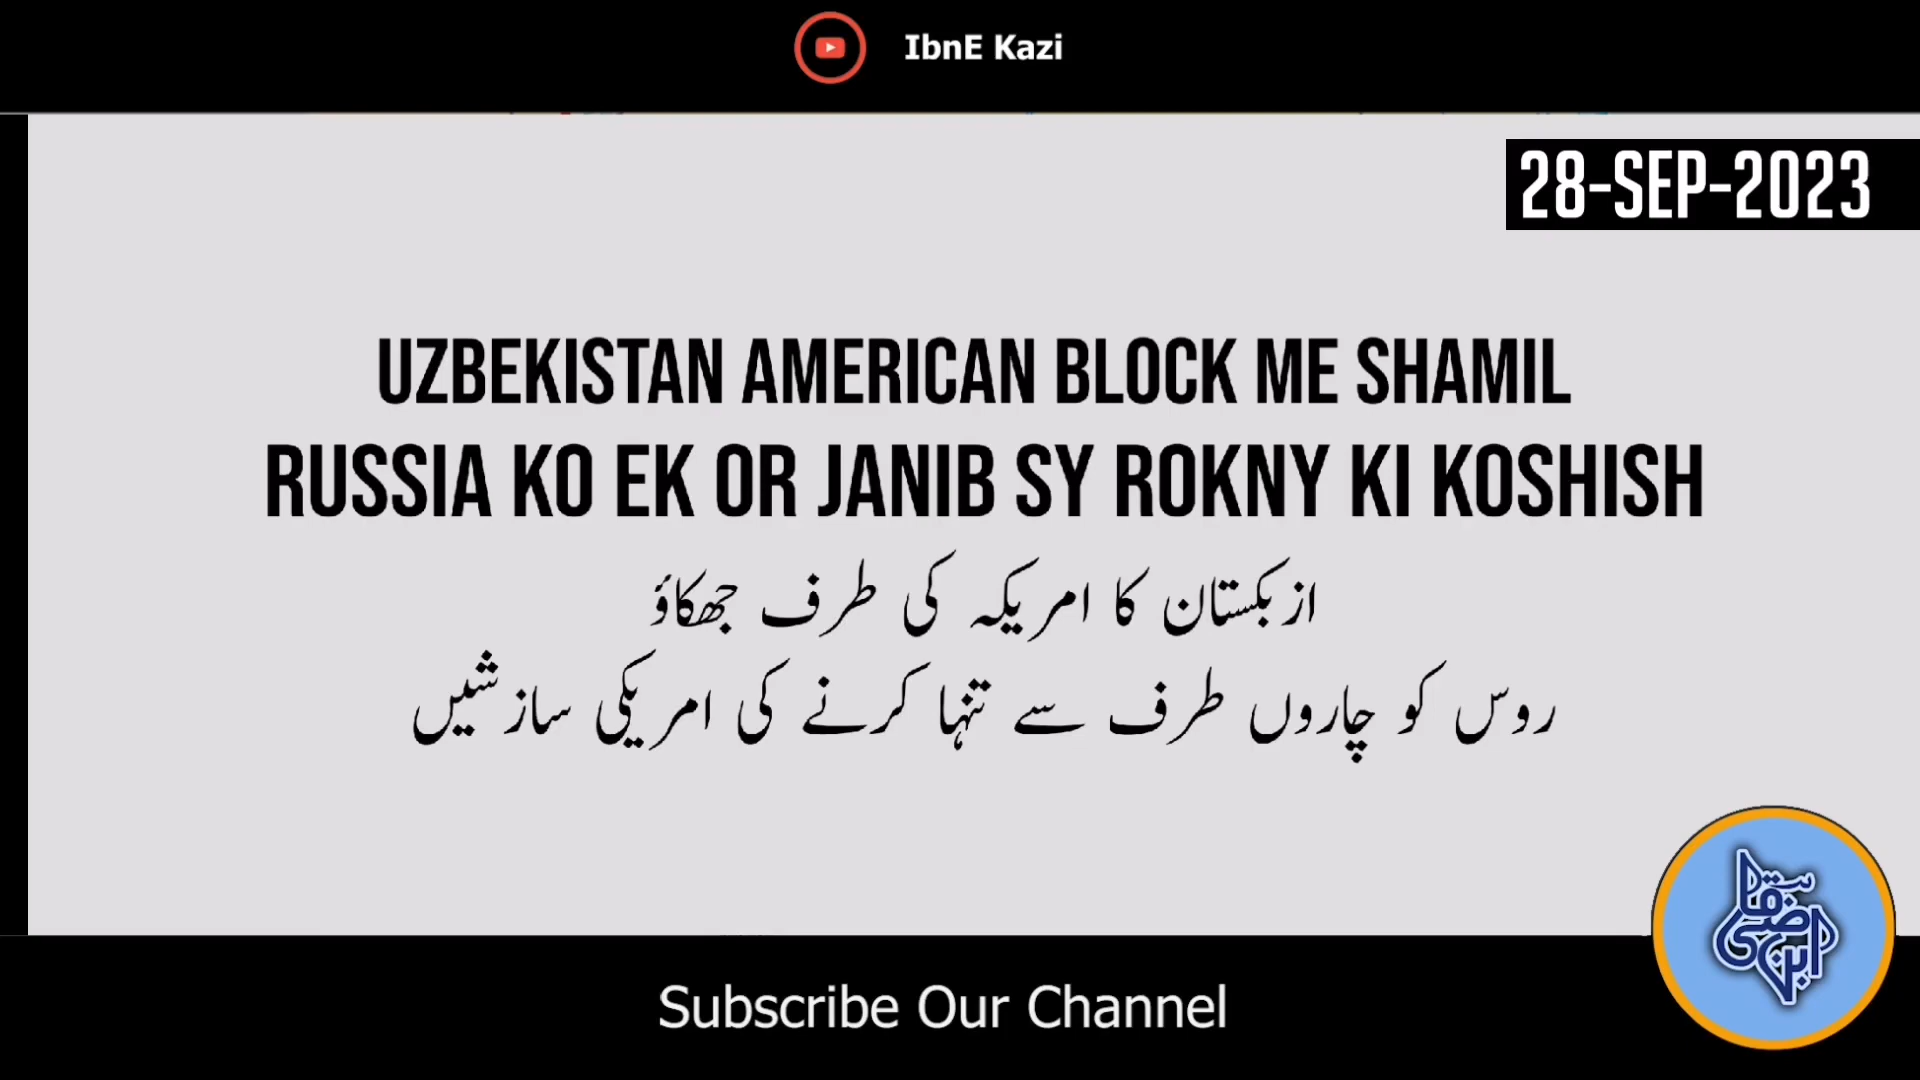 IbnE Kazi
28-SEP-2023
UZBEKISTAN AMERICAN BLOCK ME SHAMIL
RUSSIA KO EK OR JANIB SY ROKNY KI KOSHISH
ازبکستان کا امریکہ کی طرف جھکاؤ
روس کو چاروں طرف سے تنہا کرنے کی امریکی سازشیں
ابن قاضی
Subscribe Our Channel